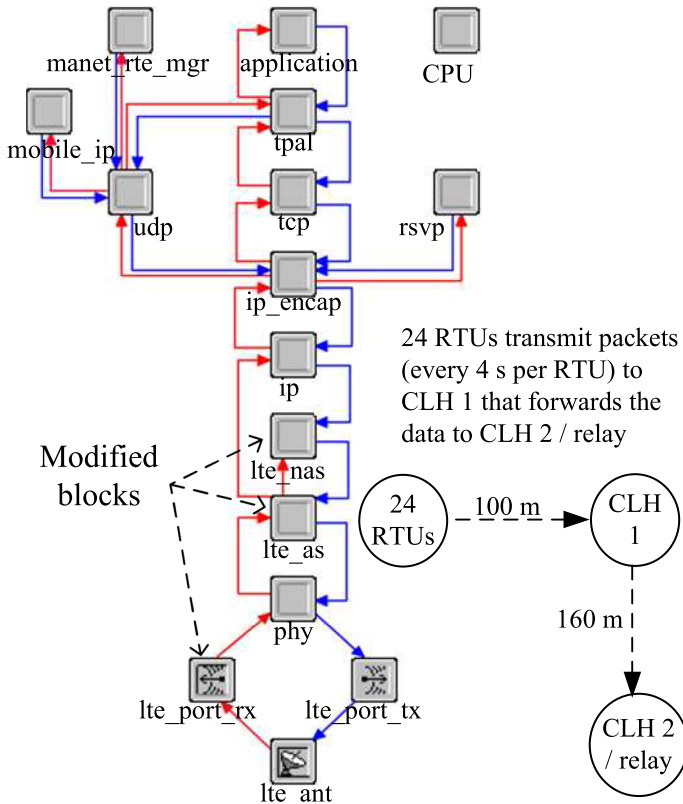 manet_rte_mgr
application
CPU
mobile_ip
tpal
udp
tcp
rsvp
ip_encap
ip
24 RTUs transmit packets
(every 4 s per RTU) to
CLH 1 that forwards the
data to CLH 2 / relay
Modified
blocks
lte_nas
lte_as
24
RTUs
100 m
CLH
1
phy
160 m
lte_port_rx
lte_port_tx
CLH 2
/ relay
lte_ant